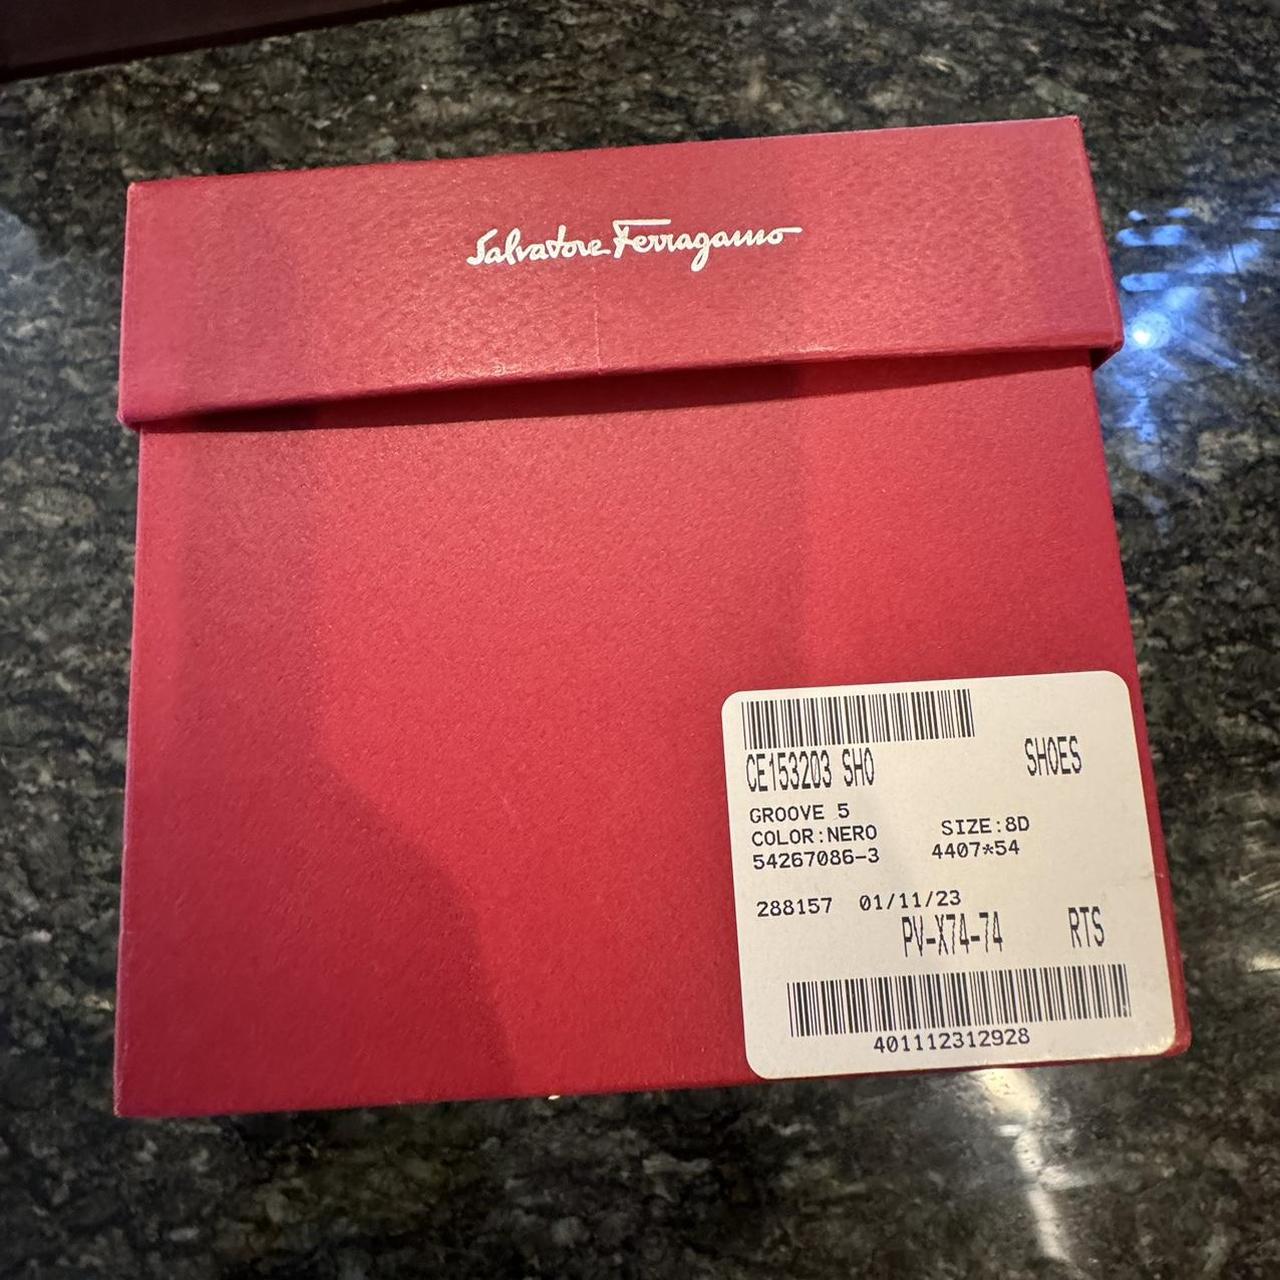 Salvatore Ferragamo
CE153203 SHO SHOES
GROOVE 5
COLOR:NERO SIZE:8D
54267086-3 4407*54
288157 01/11/23
PV-X74-74 RTS
401112312928